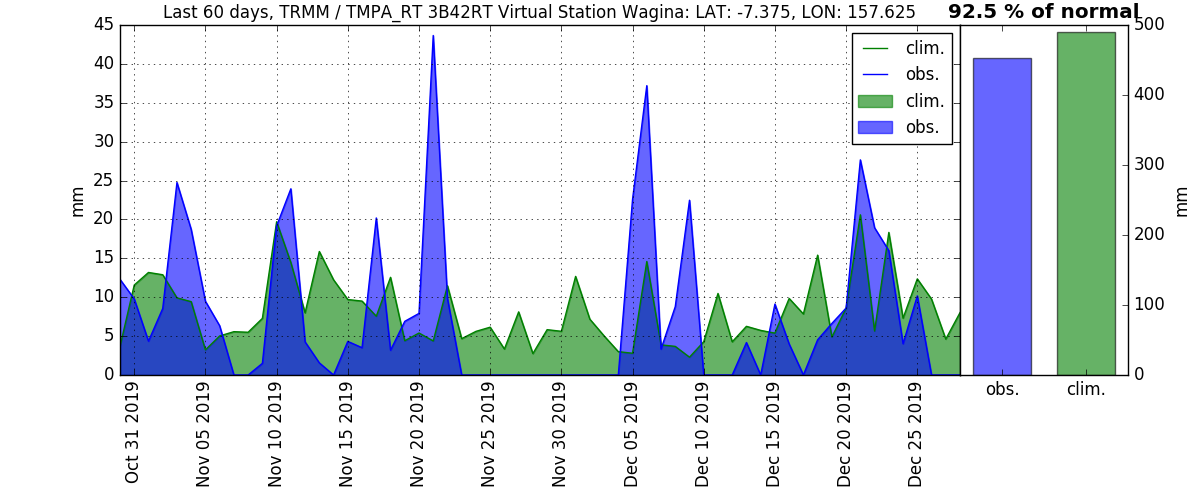 Last 60 days, TRMM / TMPA_RT 3B42RT Virtual Station Wagina: LAT: -7.375, LON: 157.625
92.5 % of normal
45
40
35
30
25
20
15
10
5
0
mm
clim.
obs.
clim.
obs.
500
400
300
200
100
0
mm
obs.
clim.
Oct 31 2019
Nov 05 2019
Nov 10 2019
Nov 15 2019
Nov 20 2019
Nov 25 2019
Nov 30 2019
Dec 05 2019
Dec 10 2019
Dec 15 2019
Dec 20 2019
Dec 25 2019